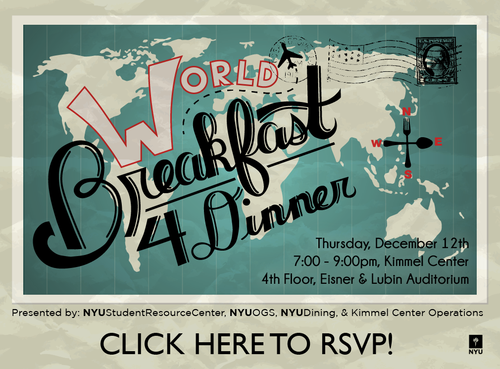 WORLD
Breakfast
4 Dinner
U.S. POSTAGE
N
W E
S
Thursday, December 12th
7:00 - 9:00pm, Kimmel Center
4th Floor, Eisner & Lubin Auditorium
Presented by: NYUStudentResourceCenter, NYUOGS, NYUDining, & Kimmel Center Operations
CLICK HERE TO RSVP!
NYU